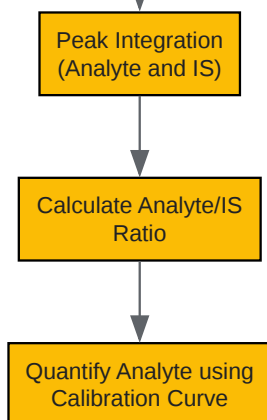 Peak Integration
(Analyte and IS)
Calculate Analyte/IS
Ratio
Quantify Analyte using
Calibration Curve